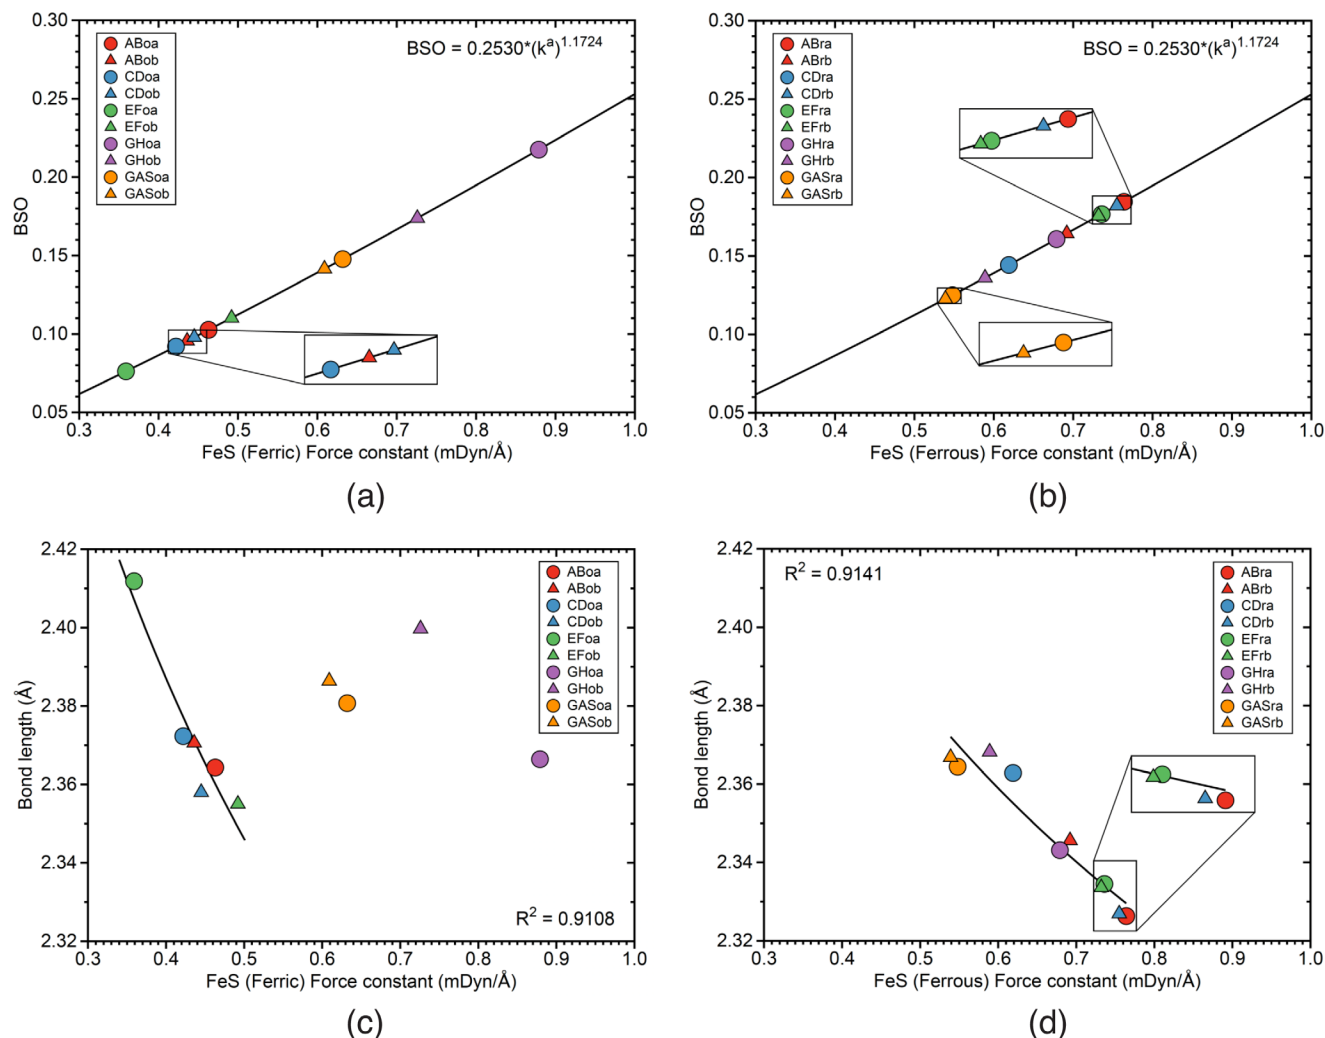 0.30
0.25
0.20
0.15
0.10
0.05
BSO
ABoa
ABob
CDoa
CDob
EFoa
EFob
GHoa
GHob
GASoa
GASob
BSO = 0.2530*(kᵃ)¹·¹⁷²⁴
0.3 0.4 0.5 0.6 0.7 0.8 0.9 1.0
FeS (Ferric) Force constant (mDyn/Å)
(a)
0.30
0.25
0.20
0.15
0.10
0.05
BSO
ABra
ABrb
CDra
CDrb
EFra
EFrb
GHra
GHrb
GASra
GASrb
BSO = 0.2530*(kᵃ)¹·¹⁷²⁴
0.3 0.4 0.5 0.6 0.7 0.8 0.9 1.0
FeS (Ferrous) Force constant (mDyn/Å)
(b)
2.42
2.40
2.38
2.36
2.34
2.32
Bond length (Å)
ABoa
ABob
CDoa
CDob
EFoa
EFob
GHoa
GHob
GASoa
GASob
R² = 0.9108
0.3 0.4 0.5 0.6 0.7 0.8 0.9 1.0
FeS (Ferric) Force constant (mDyn/Å)
(c)
2.42
2.40
2.38
2.36
2.34
2.32
Bond length (Å)
R² = 0.9141
ABra
ABrb
CDra
CDrb
EFra
EFrb
GHra
GHrb
GASra
GASrb
0.3 0.4 0.5 0.6 0.7 0.8 0.9 1.0
FeS (Ferrous) Force constant (mDyn/Å)
(d)